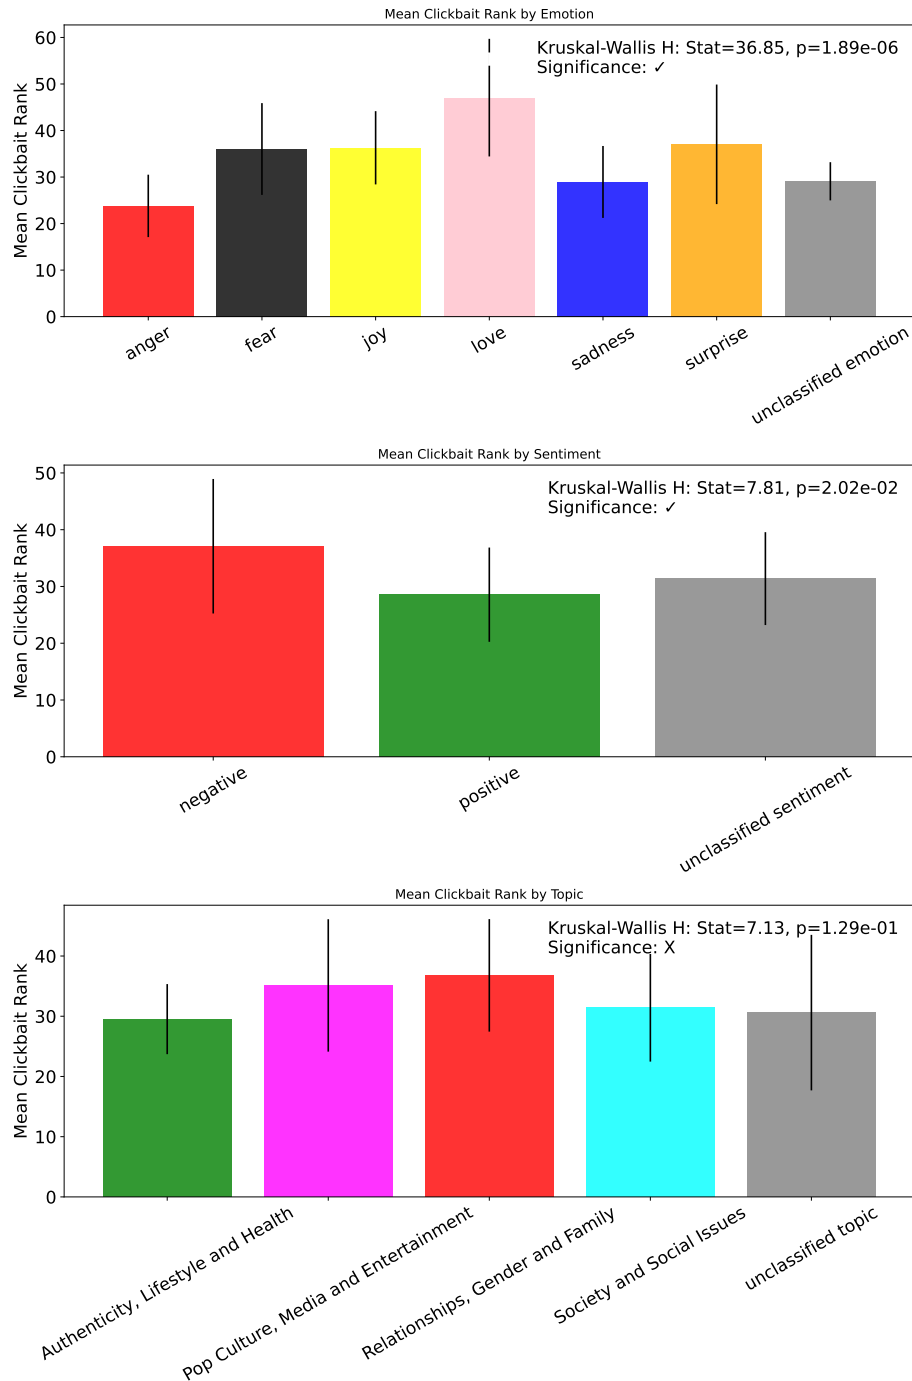 Mean Clickbait Rank by Emotion
Kruskal-Wallis H: Stat=36.85, p=1.89e-06
Significance: ✓
Mean Clickbait Rank
60
50
40
30
20
10
0
anger
fear
joy
love
sadness
surprise
unclassified emotion
Mean Clickbait Rank by Sentiment
Kruskal-Wallis H: Stat=7.81, p=2.02e-02
Significance: ✓
Mean Clickbait Rank
50
40
30
20
10
0
negative
positive
unclassified sentiment
Mean Clickbait Rank by Topic
Kruskal-Wallis H: Stat=7.13, p=1.29e-01
Significance: X
Mean Clickbait Rank
40
30
20
10
0
Authenticity, Lifestyle and Health
Pop Culture, Media and Entertainment
Relationships, Gender and Family
Society and Social Issues
unclassified topic